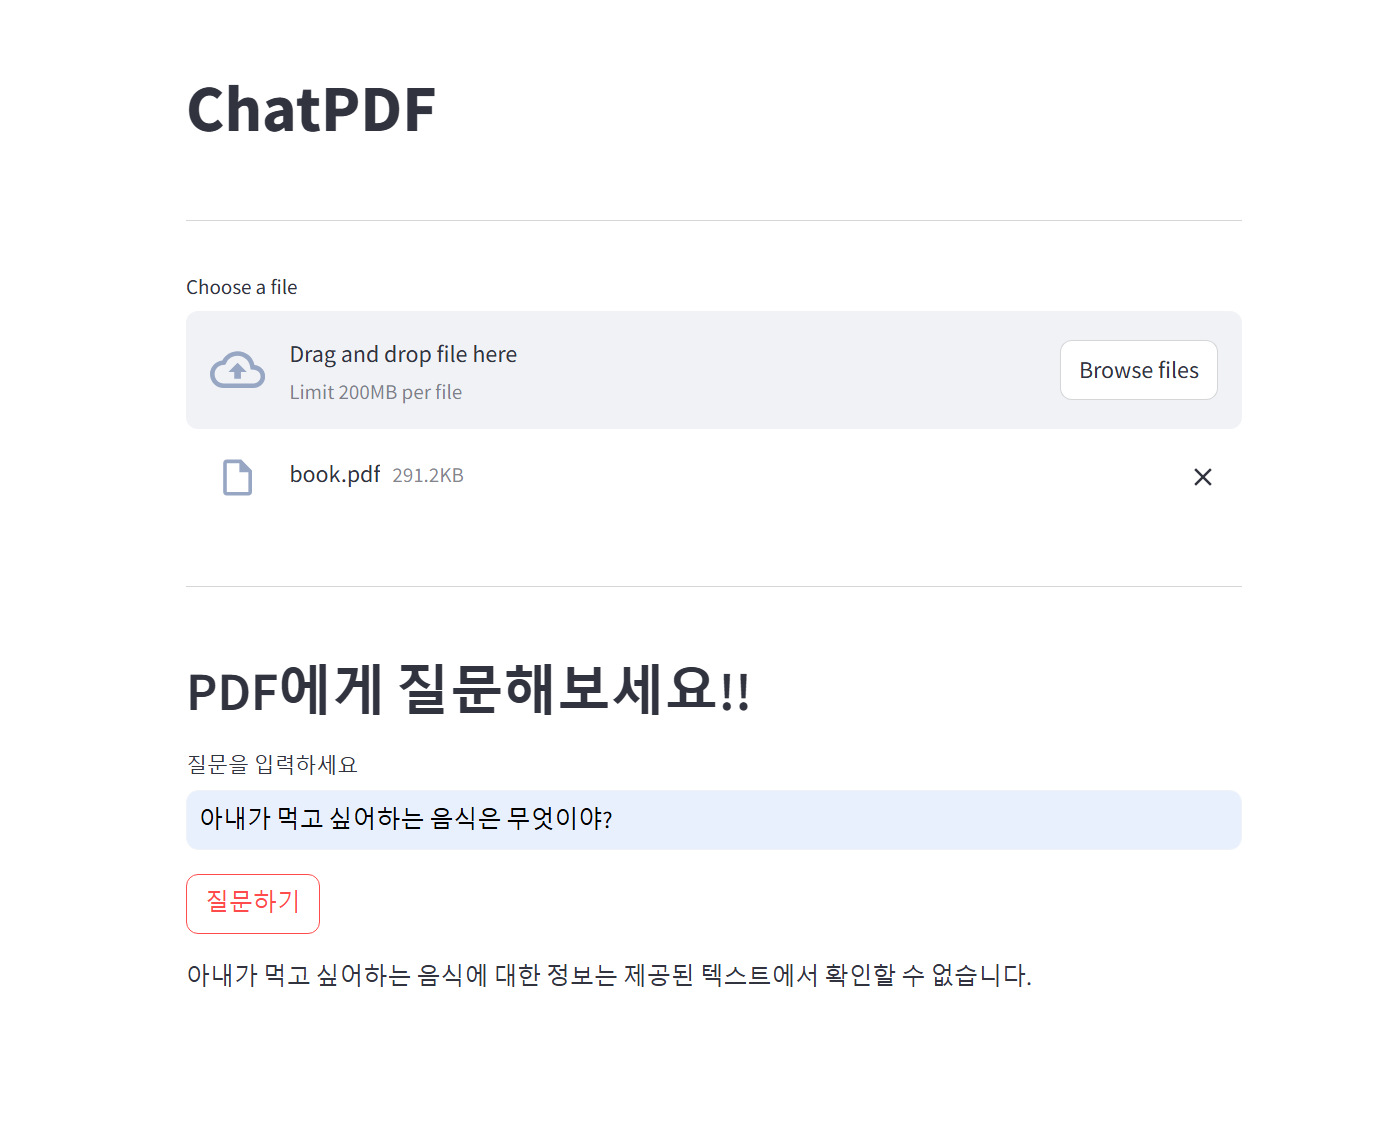 ChatPDF
Choose a file
Drag and drop file here
Limit 200MB per file
Browse files
book.pdf 291.2KB
PDF에게 질문해보세요!!
질문을 입력하세요
아내가 먹고 싶어하는 음식은 무엇이야?
질문하기
아내가 먹고 싶어하는 음식에 대한 정보는 제공된 텍스트에서 확인할 수 없습니다.